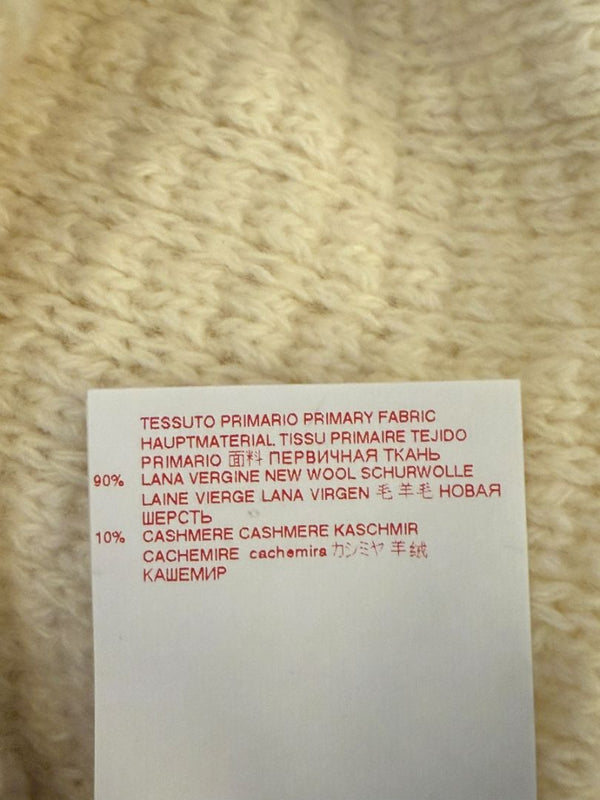 TESSUTO PRIMARIO PRIMARY FABRIC
HAUPTMATERIAL TISSU PRIMAIRE TEJIDO
PRIMARIO 面料 ПЕРВИЧНАЯ ТКАНЬ
90% LANA VERGINE NEW WOOL SCHURWOLLE
LAINE VIERGE LANA VIRGEN 毛 羊毛 НОВАЯ
ШЕРСТЬ
10% CASHMERE CASHMERE KASCHMIR
CACHEMIRE cachemira カシミヤ 羊绒
КАШЕМИР